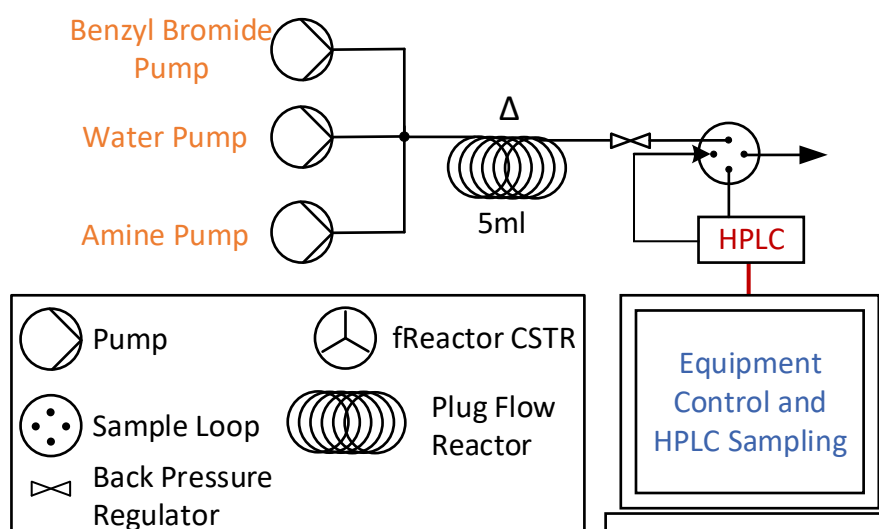 Benzyl Bromide
Pump
Water Pump
Amine Pump
Δ
5ml
HPLC
Pump
fReactor CSTR
Sample Loop
Plug Flow
Reactor
Back Pressure
Regulator
Equipment
Control and
HPLC Sampling